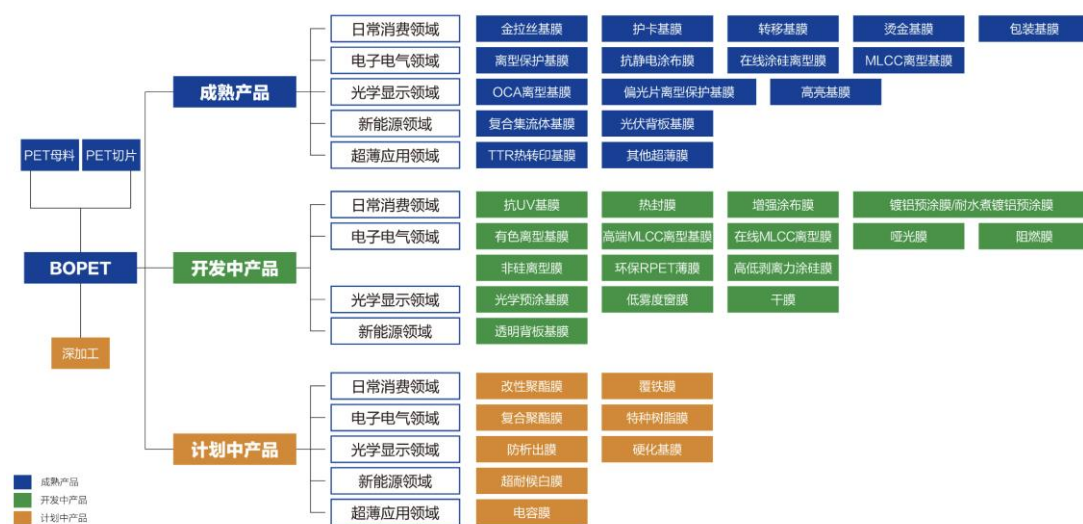 日常消费领域 金拉丝基膜 护卡基膜 转移基膜 烫金基膜 包装基膜
电子电气领域 离型保护基膜 抗静电涂布膜 在线涂硅离型膜 MLCC离型基膜
成熟产品
光学显示领域 OCA离型基膜 偏光片离型保护基膜 高亮基膜
新能源领域 复合集流体基膜 光伏背板基膜
超薄应用领域 TTR热转印基膜 其他超薄膜
PET母料 PET切片
BOPET
深加工
日常消费领域 抗UV基膜 热封膜 增强涂布膜 镀铝预涂膜/耐水煮镀铝预涂膜
电子电气领域 有色离型基膜 高端MLCC离型基膜 在线MLCC离型膜 哑光膜 阻燃膜
开发中产品
非硅离型膜 环保RPET薄膜 高低剥离力涂硅膜
光学显示领域 光学预涂基膜 低雾度窗膜 干膜
新能源领域 透明背板基膜
日常消费领域 改性聚酯膜 覆铁膜
电子电气领域 复合聚酯膜 特种树脂膜
计划中产品
光学显示领域 防析出膜 硬化基膜
新能源领域 超耐候白膜
超薄应用领域 电容膜
成熟产品
开发中产品
计划中产品